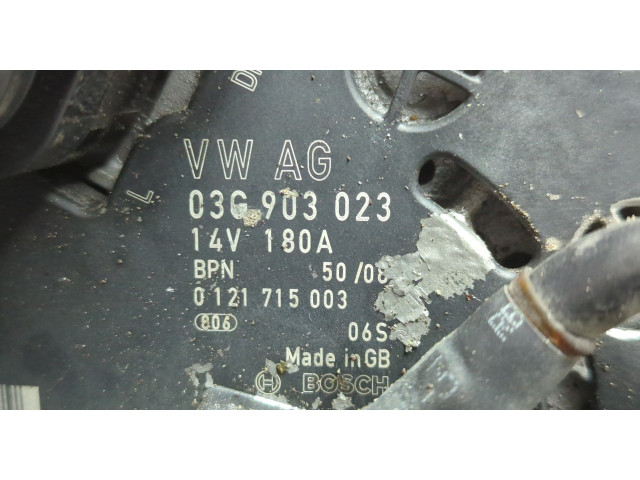 VW AG
03G 903 023
14V 180A
BPN 50/08
0 121 715 003
806 06S
Made in GB
BOSCH
L